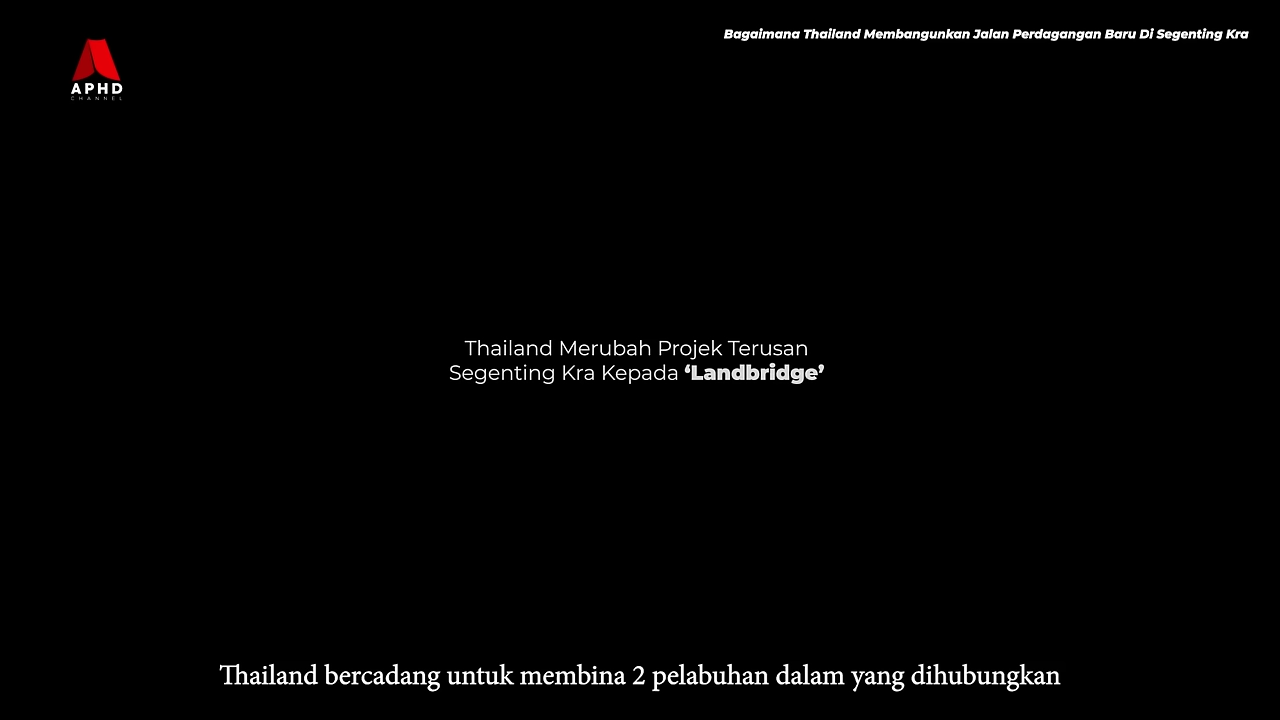 Bagaimana Thailand Membangunkan Jalan Perdagangan Baru Di Segenting Kra
APHD
CHANNEL
Thailand Merubah Projek Terusan
Segenting Kra Kepada ‘Landbridge’
Thailand bercadang untuk membina 2 pelabuhan dalam yang dihubungkan